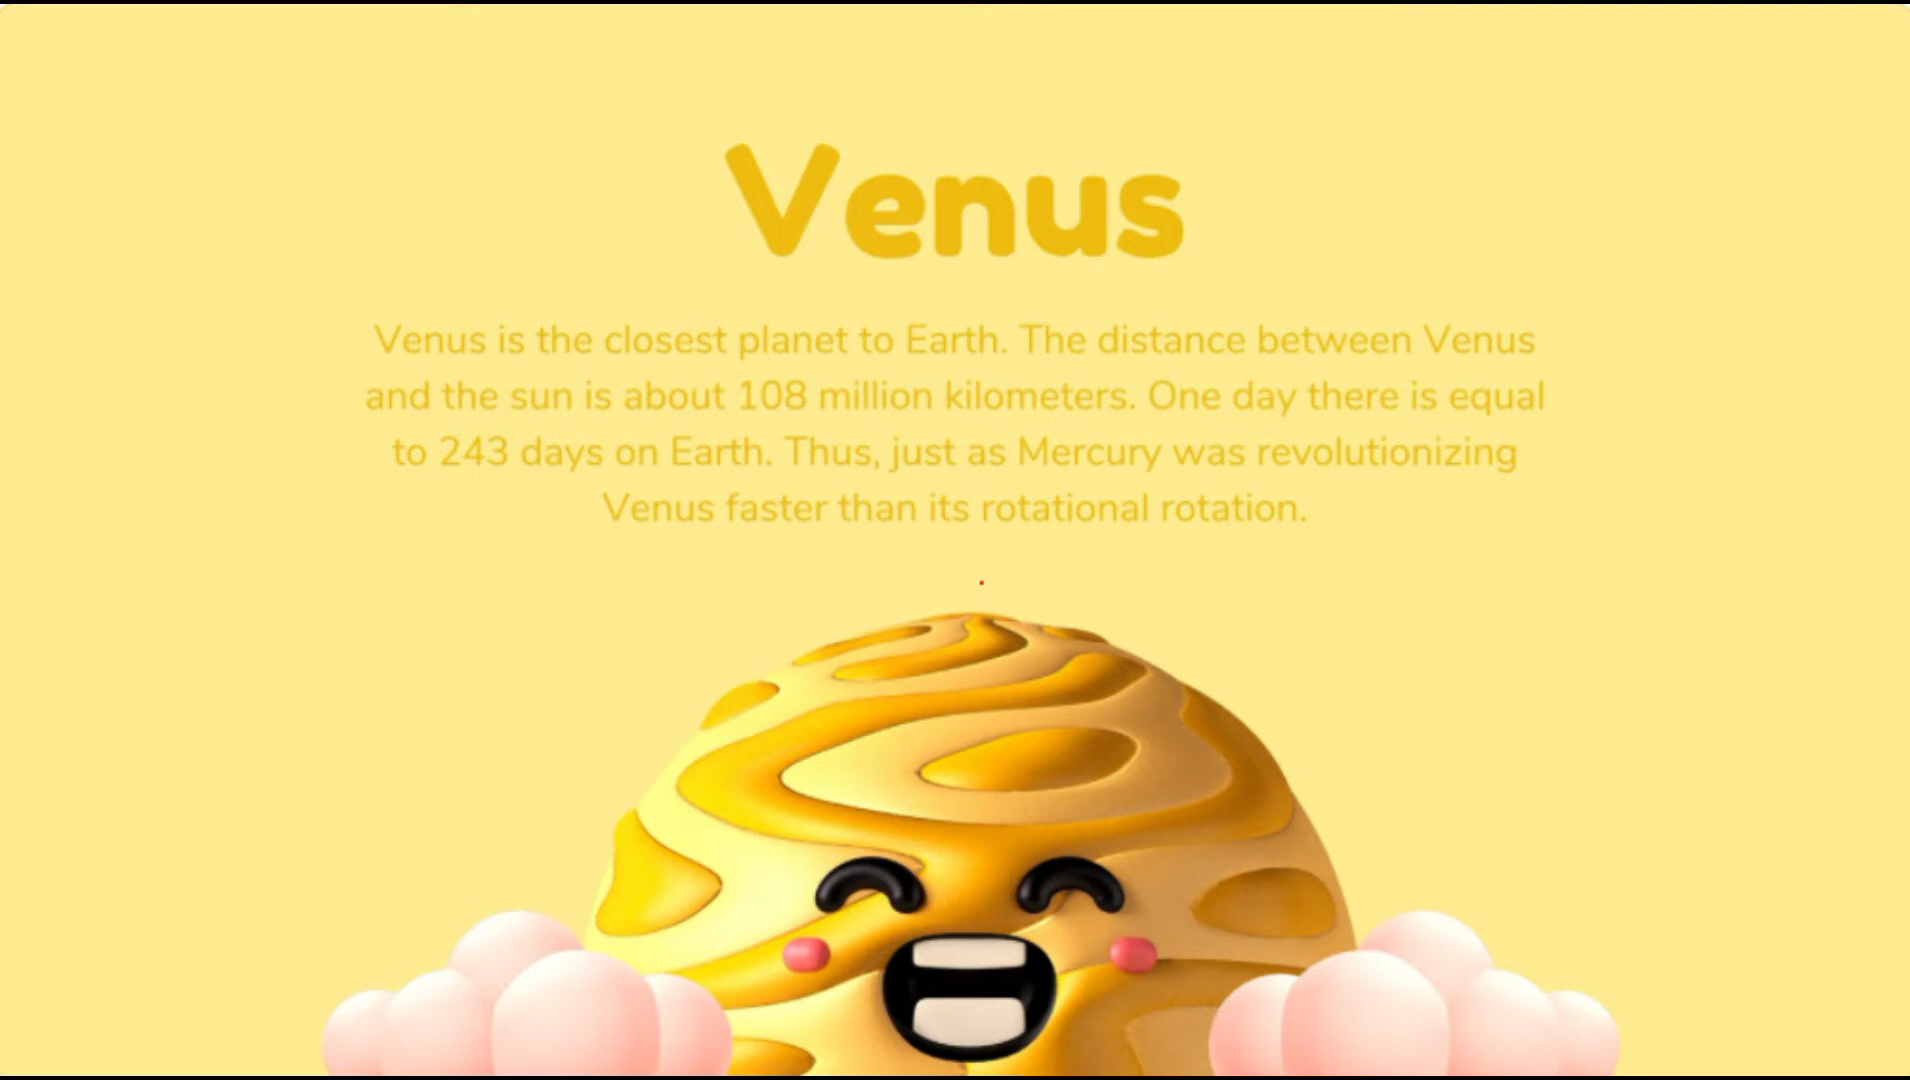 Venus
Venus is the closest planet to Earth. The distance between Venus
and the sun is about 108 million kilometers. One day there is equal
to 243 days on Earth. Thus, just as Mercury was revolutionizing
Venus faster than its rotational rotation.